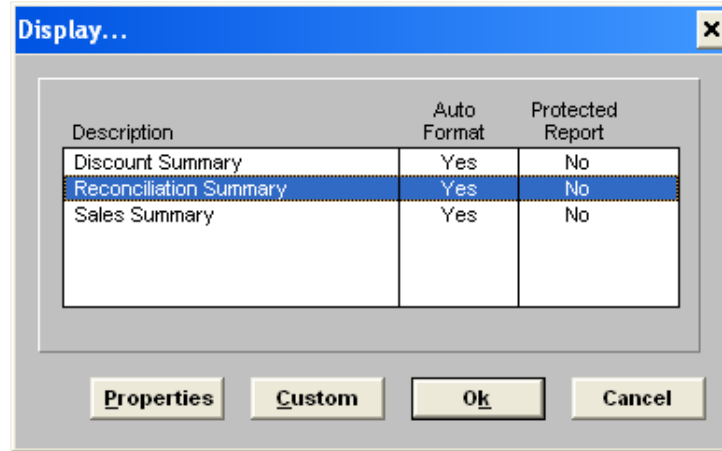 Display...
Auto Protected
Description Format Report
Discount Summary Yes No
Reconciliation Summary Yes No
Sales Summary Yes No
Properties Custom Ok Cancel